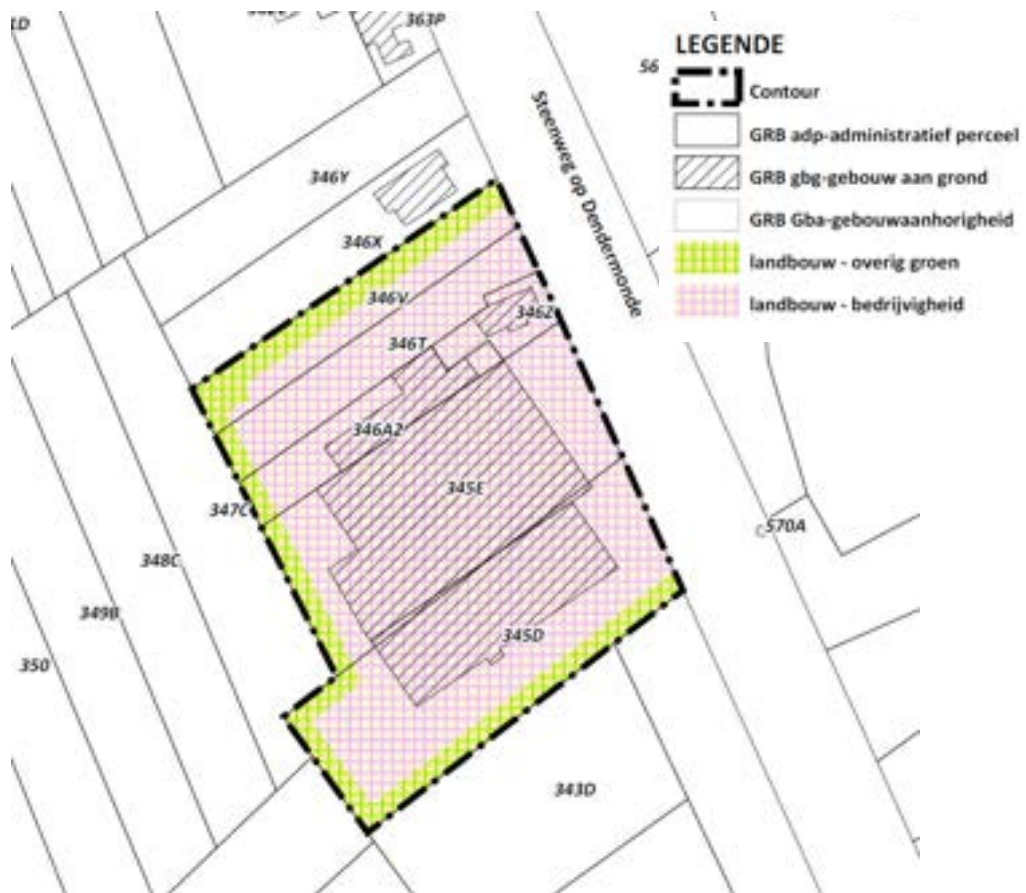 363P
56
LEGENDE
Contour
GRB adp-administratief perceel
GRB gbg-gebouw aan grond
GRB Gba-gebouwaanhorigheid
landbouw - overig groen
landbouw - bedrijvigheid
Steenweg op Dendermonde
346Y
346X
346V
346Z
346T
346A2
345E
347C
348C
349B
350
345D
570A
343D